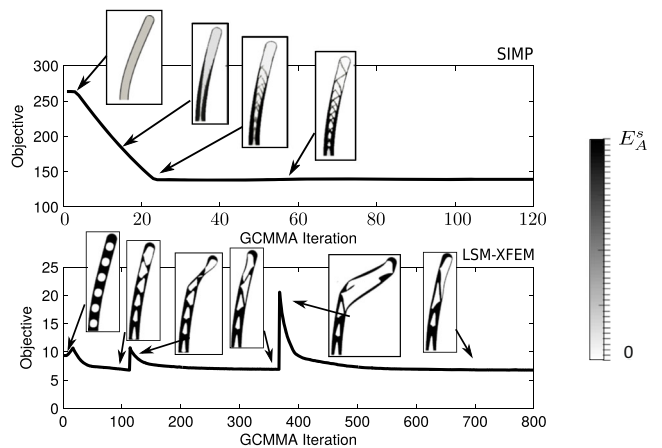 SIMP
300
250
200
150
100
Objective
0 20 40 60 80 100 120
GCMMA Iteration
E_A^s
0
LSM-XFEM
25
20
15
10
5
0
Objective
0 100 200 300 400 500 600 700 800
GCMMA Iteration